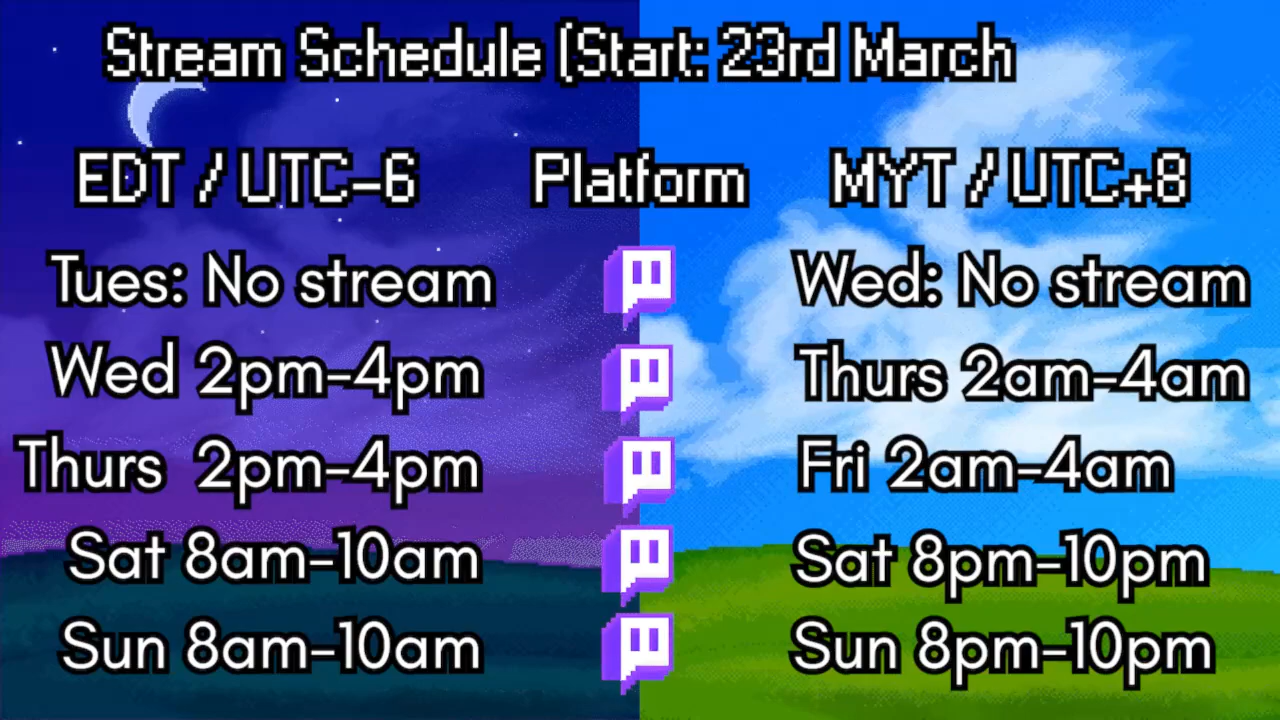 Stream Schedule (Start: 23rd March
EDT / UTC-6 Platform MYT / UTC+8
Tues: No stream Wed: No stream
Wed 2pm-4pm Thurs 2am-4am
Thurs 2pm-4pm Fri 2am-4am
Sat 8am-10am Sat 8pm-10pm
Sun 8am-10am Sun 8pm-10pm